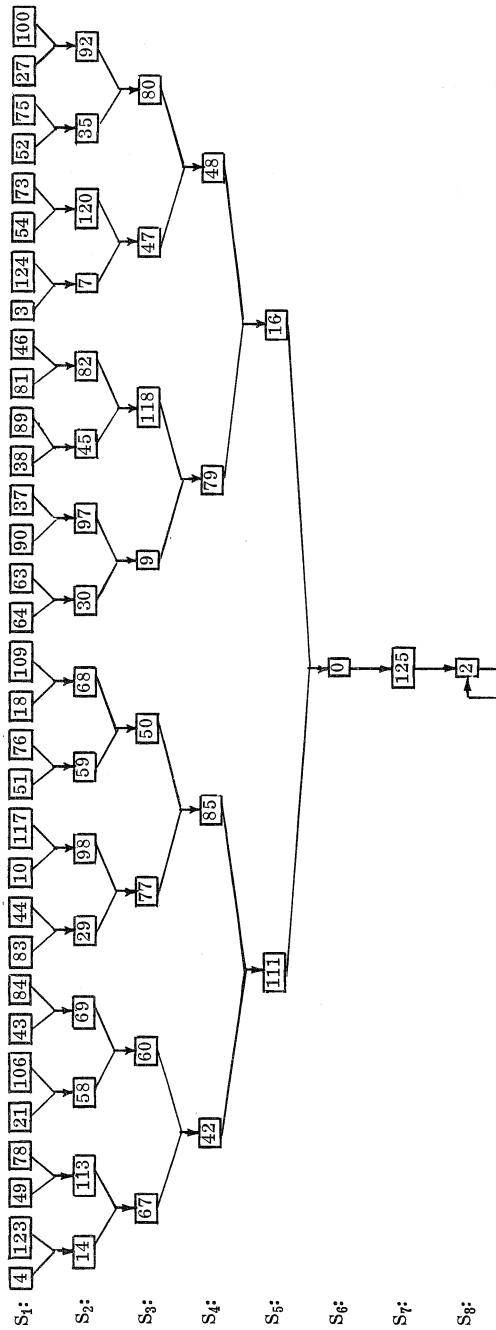 S₁: 4 123 49 78 21 106 43 84 83 44 10 117 51 76 18 109 64 63 90 37 38 89 81 46 3 124 54 73 52 75 27 100
S₂: 14 113 58 69 29 98 59 68 30 97 45 82 7 120 35 92
S₃: 67 60 77 50 9 118 47 80
S₄: 42 85 79 48
S₅: 111 16
S₆: 0
S₇: 125
S₈: 2